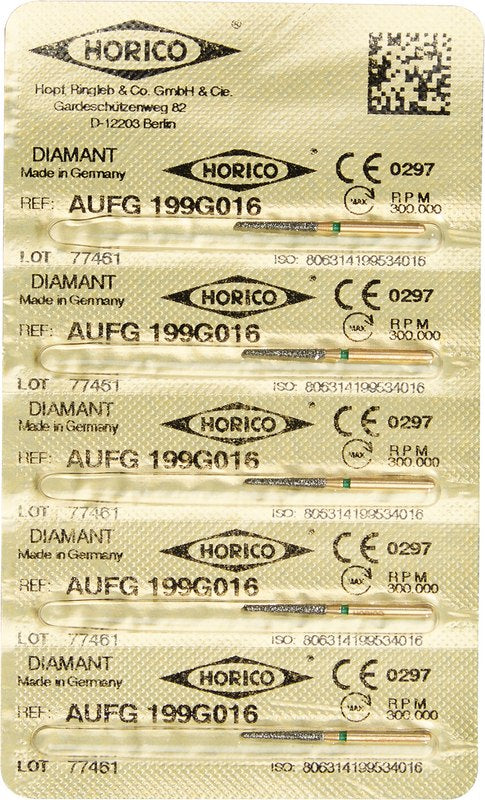 HORICO ®
Hopf, Ringleb & Co. GmbH & Cie.
Gardeschützenweg 82
D-12203 Berlin
DIAMANT HORICO ® CE 0297
Made in Germany
REF: AUFG 199G016 MAX. RPM 300.000
LOT 77461 ISO: 806314199534016
DIAMANT HORICO ® CE 0297
Made in Germany
REF: AUFG 199G016 MAX. RPM 300.000
LOT 77461 ISO: 806314199534016
DIAMANT HORICO ® CE 0297
Made in Germany
REF: AUFG 199G016 MAX. RPM 300.000
LOT 77461 ISO: 806314199534016
DIAMANT HORICO ® CE 0297
Made in Germany
REF: AUFG 199G016 MAX. RPM 300.000
LOT 77461 ISO: 806314199534016
DIAMANT HORICO ® CE 0297
Made in Germany
REF: AUFG 199G016 MAX. RPM 300.000
LOT 77461 ISO: 806314199534016